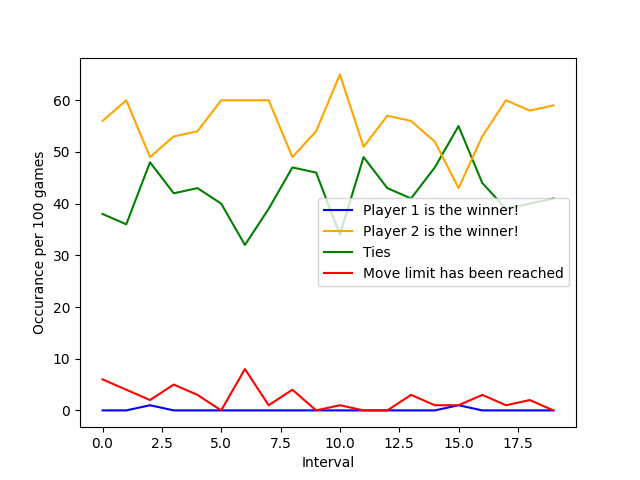 60
50
40
30
20
10
0
Occurance per 100 games
Player 1 is the winner!
Player 2 is the winner!
Ties
Move limit has been reached
0.0 2.5 5.0 7.5 10.0 12.5 15.0 17.5
Interval